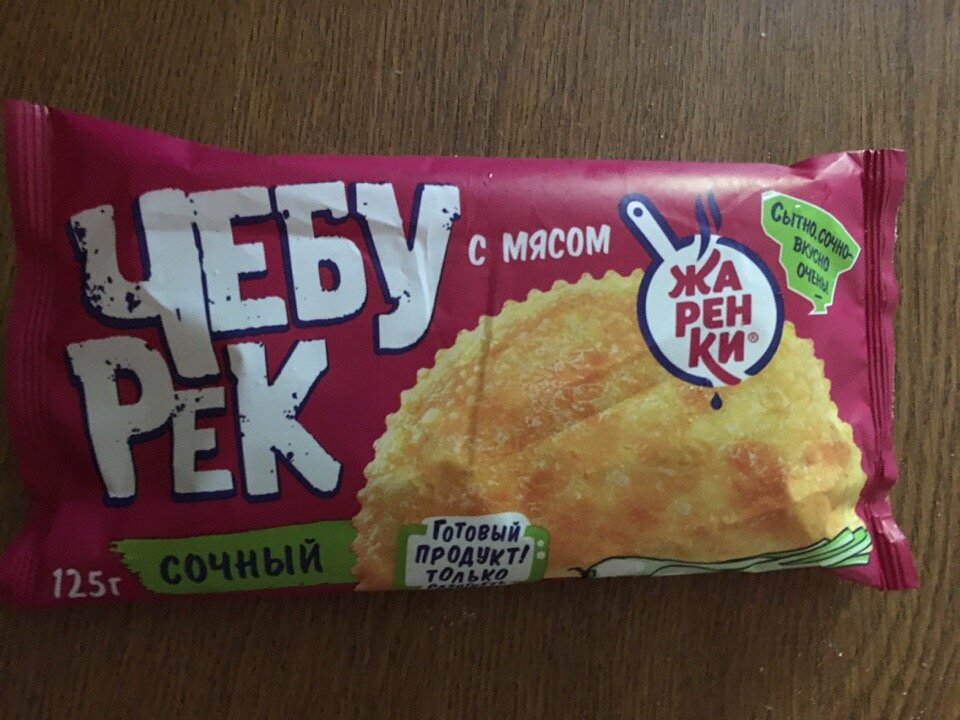 ЧЕБУ
РЕК
С МЯСОМ
ЖА
РЕН
КИ®
СЫТНО, СОЧНО-
ВКУСНО
ОЧЕНЬ!
СОЧНЫЙ
125г
ГОТОВЫЙ
ПРОДУКТ!
ТОЛЬКО